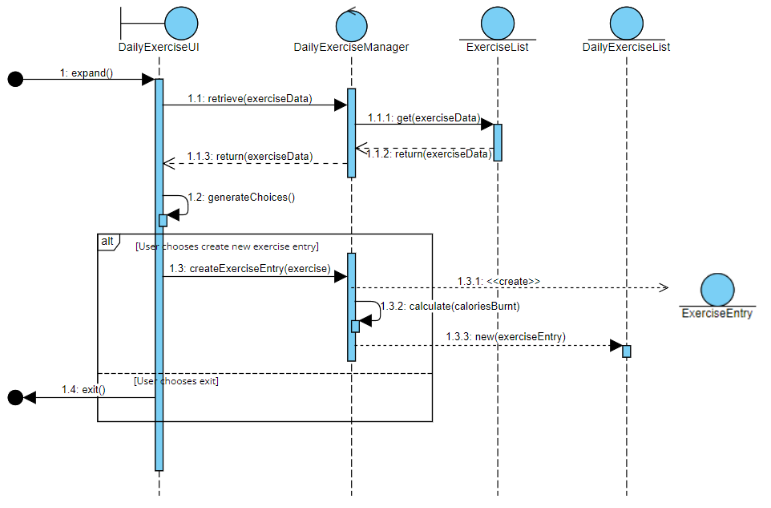 DailyExerciseUI
DailyExerciseManager
ExerciseList
DailyExerciseList
1: expand()
1.1: retrieve(exerciseData)
1.1.1: get(exerciseData)
1.1.2: return(exerciseData)
1.1.3: return(exerciseData)
1.2: generateChoices()
alt
[User chooses create new exercise entry]
1.3: createExerciseEntry(exercise)
1.3.1: <<create>>
ExerciseEntry
1.3.2: calculate(caloriesBurnt)
1.3.3: new(exerciseEntry)
[User chooses exit]
1.4: exit()